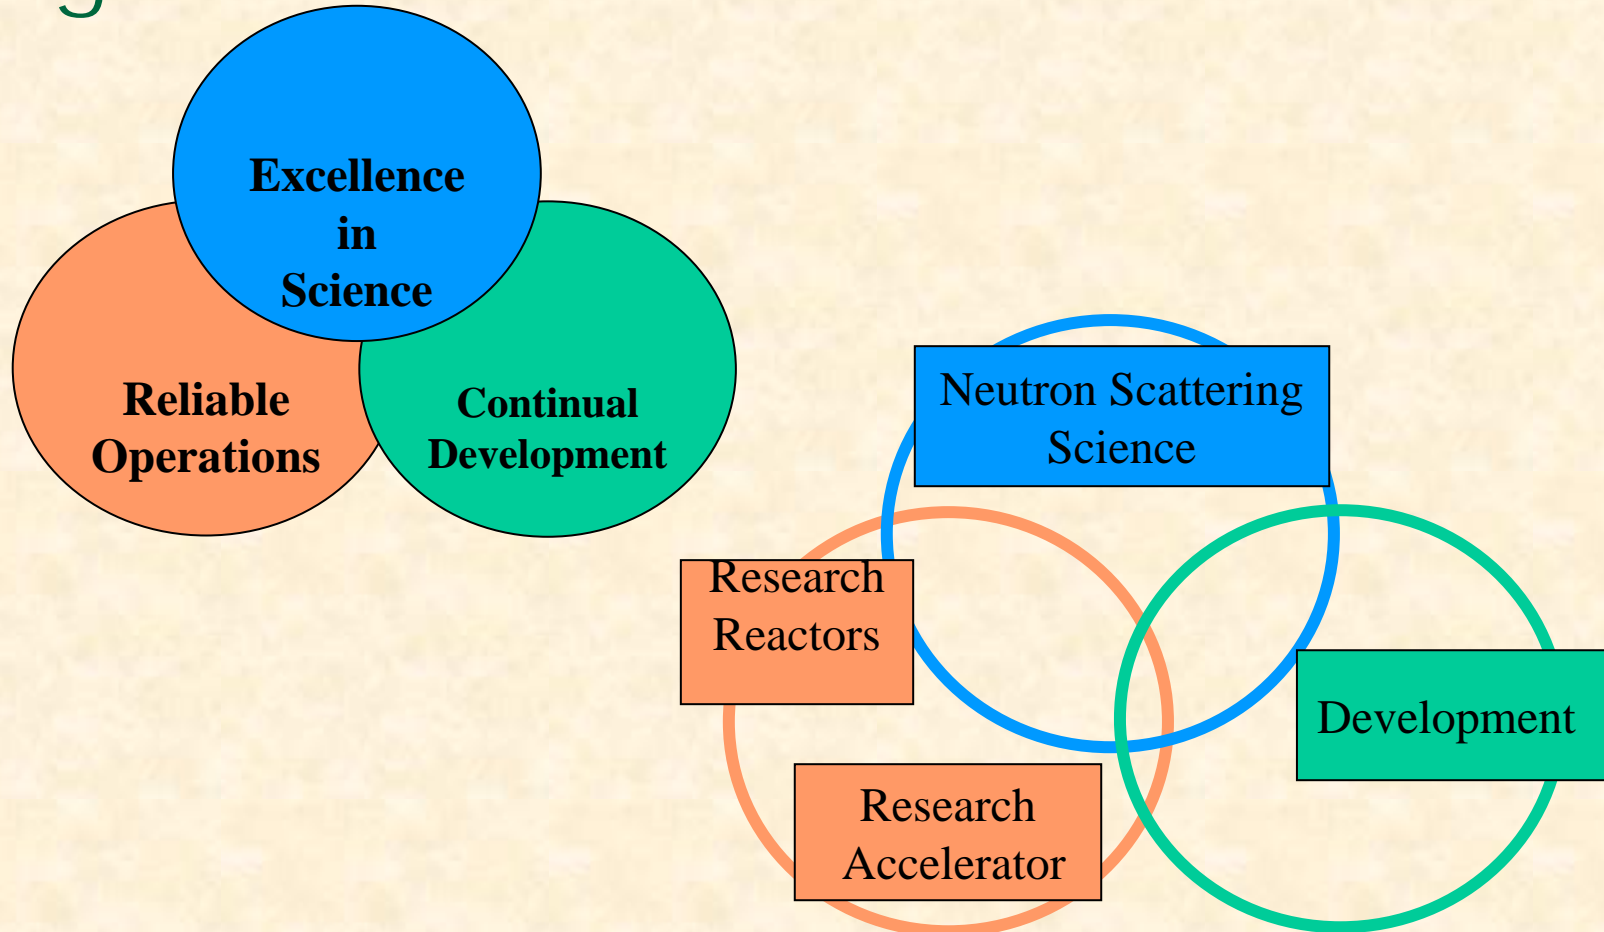 Excellence
in
Science
Reliable
Operations
Continual
Development
Neutron Scattering
Science
Research
Reactors
Development
Research
Accelerator